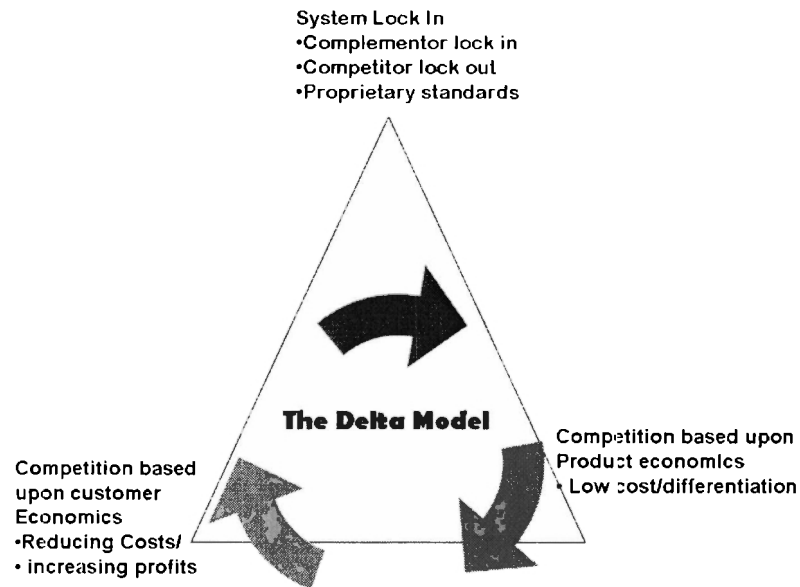 System Lock In
•Complementor lock in
•Competitor lock out
•Proprietary standards
The Delta Model
Competition based upon
Product economics
• Low cost/differentiation
Competition based
upon customer
Economics
•Reducing Costs/
• increasing profits